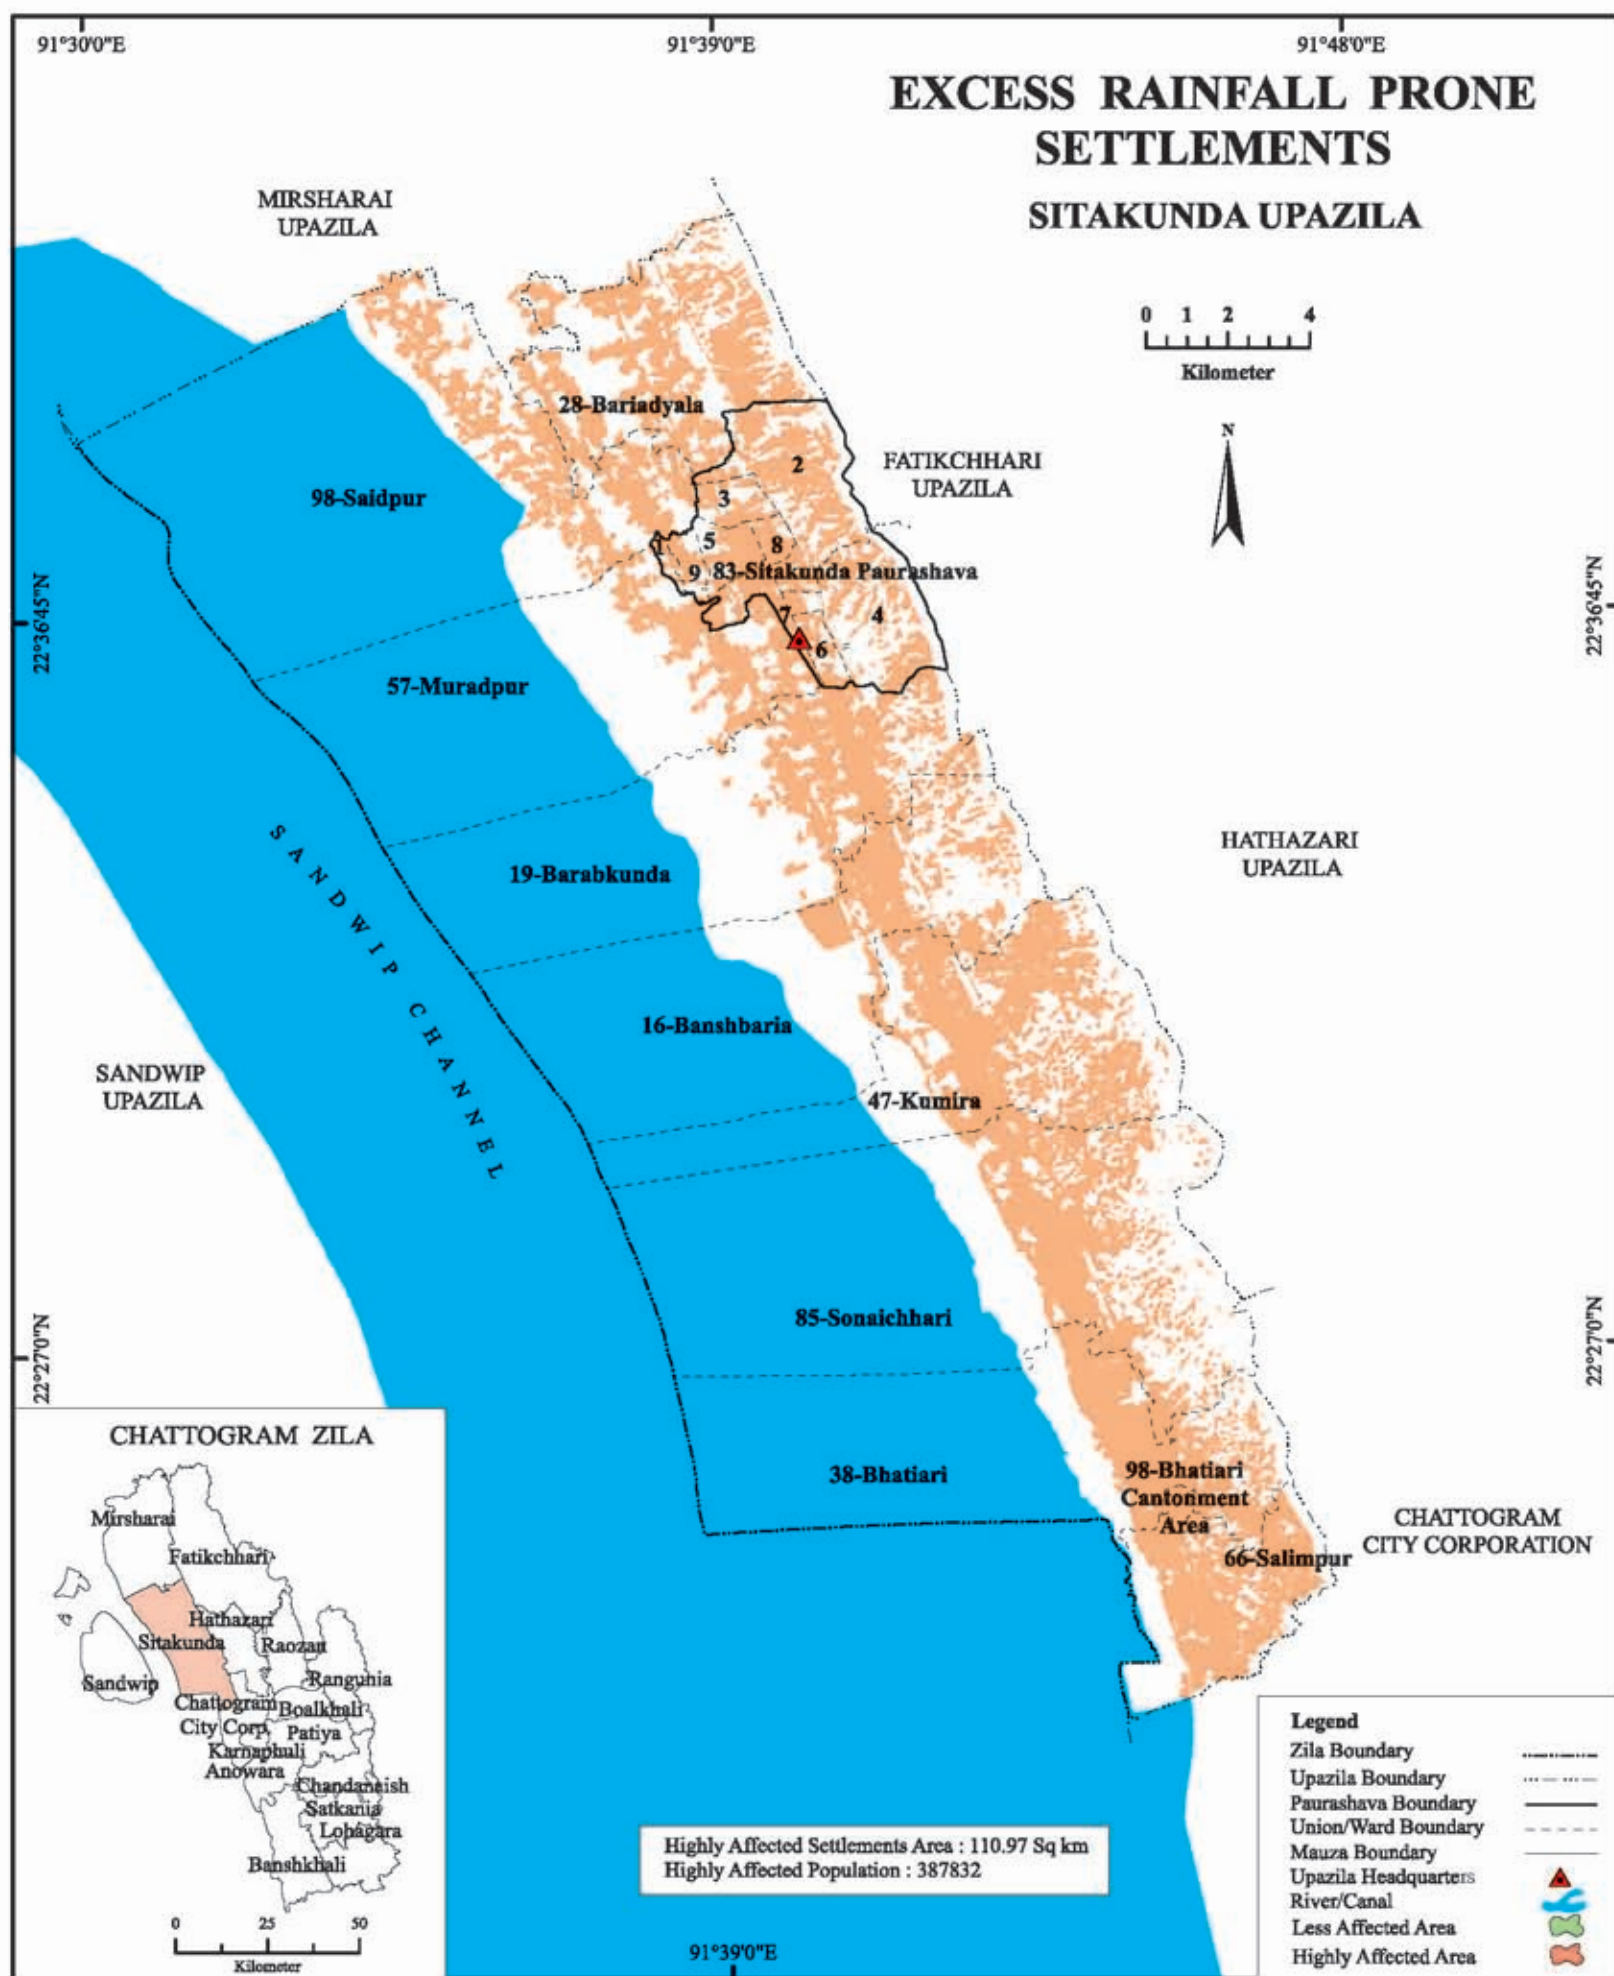 91°30'0"E
91°39'0"E
91°48'0"E
EXCESS RAINFALL PRONE
SETTLEMENTS
SITAKUNDA UPAZILA
MIRSHARAI
UPAZILA
0 1 2 4
Kilometer
N
28-Bariadyala
FATIKCHHARI
UPAZILA
2
98-Saidpur
3
1
5
8
9
83-Sitakunda Paurashava
22°36'45"N
22°36'45"N
7
4
6
57-Muradpur
SANDWIP CHANNEL
HATHAZARI
UPAZILA
19-Barabkunda
16-Banshbaria
SANDWIP
UPAZILA
47-Kumira
85-Sonaichhari
22°27'0"N
22°27'0"N
38-Bhatiari
98-Bhatiari
Cantonment
Area
66-Salimpur
CHATTOGRAM
CITY CORPORATION
CHATTOGRAM ZILA
Mirsharai
Fatikchhari
Hathazari
Sitakunda
Raozan
Sandwip
Rangunia
Chattogram
City Corp.
Boalkhali
Patiya
Karnaphuli
Anowara
Chandanaish
Satkania
Lohagara
Banshkhali
0 25 50
Kilometer
Highly Affected Settlements Area : 110.97 Sq km
Highly Affected Population : 387832
91°39'0"E
Legend
Zila Boundary
Upazila Boundary
Paurashava Boundary
Union/Ward Boundary
Mauza Boundary
Upazila Headquarters
River/Canal
Less Affected Area
Highly Affected Area